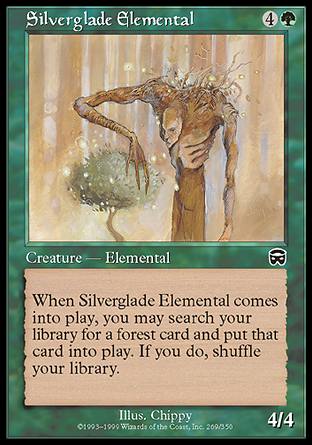 Silverglade Elemental 4
Creature — Elemental
When Silverglade Elemental comes
into play, you may search your
library for a forest card and put that
card into play. If you do, shuffle
your library.
4/4
Illus. Chippy
©1993–1999 Wizards of the Coast, Inc. 269/350